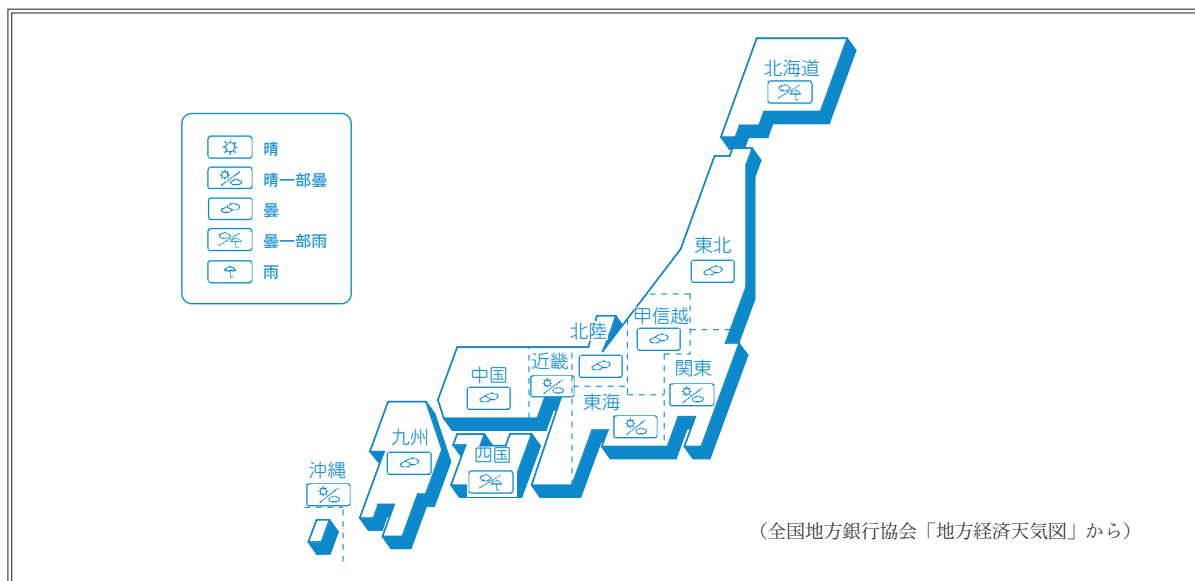 晴
晴一部曇
曇
曇一部雨
雨
北海道
東北
甲信越
北陸
近畿
関東
中国
東海
九州
四国
沖縄
（全国地方銀行協会「地方経済天気図」から）